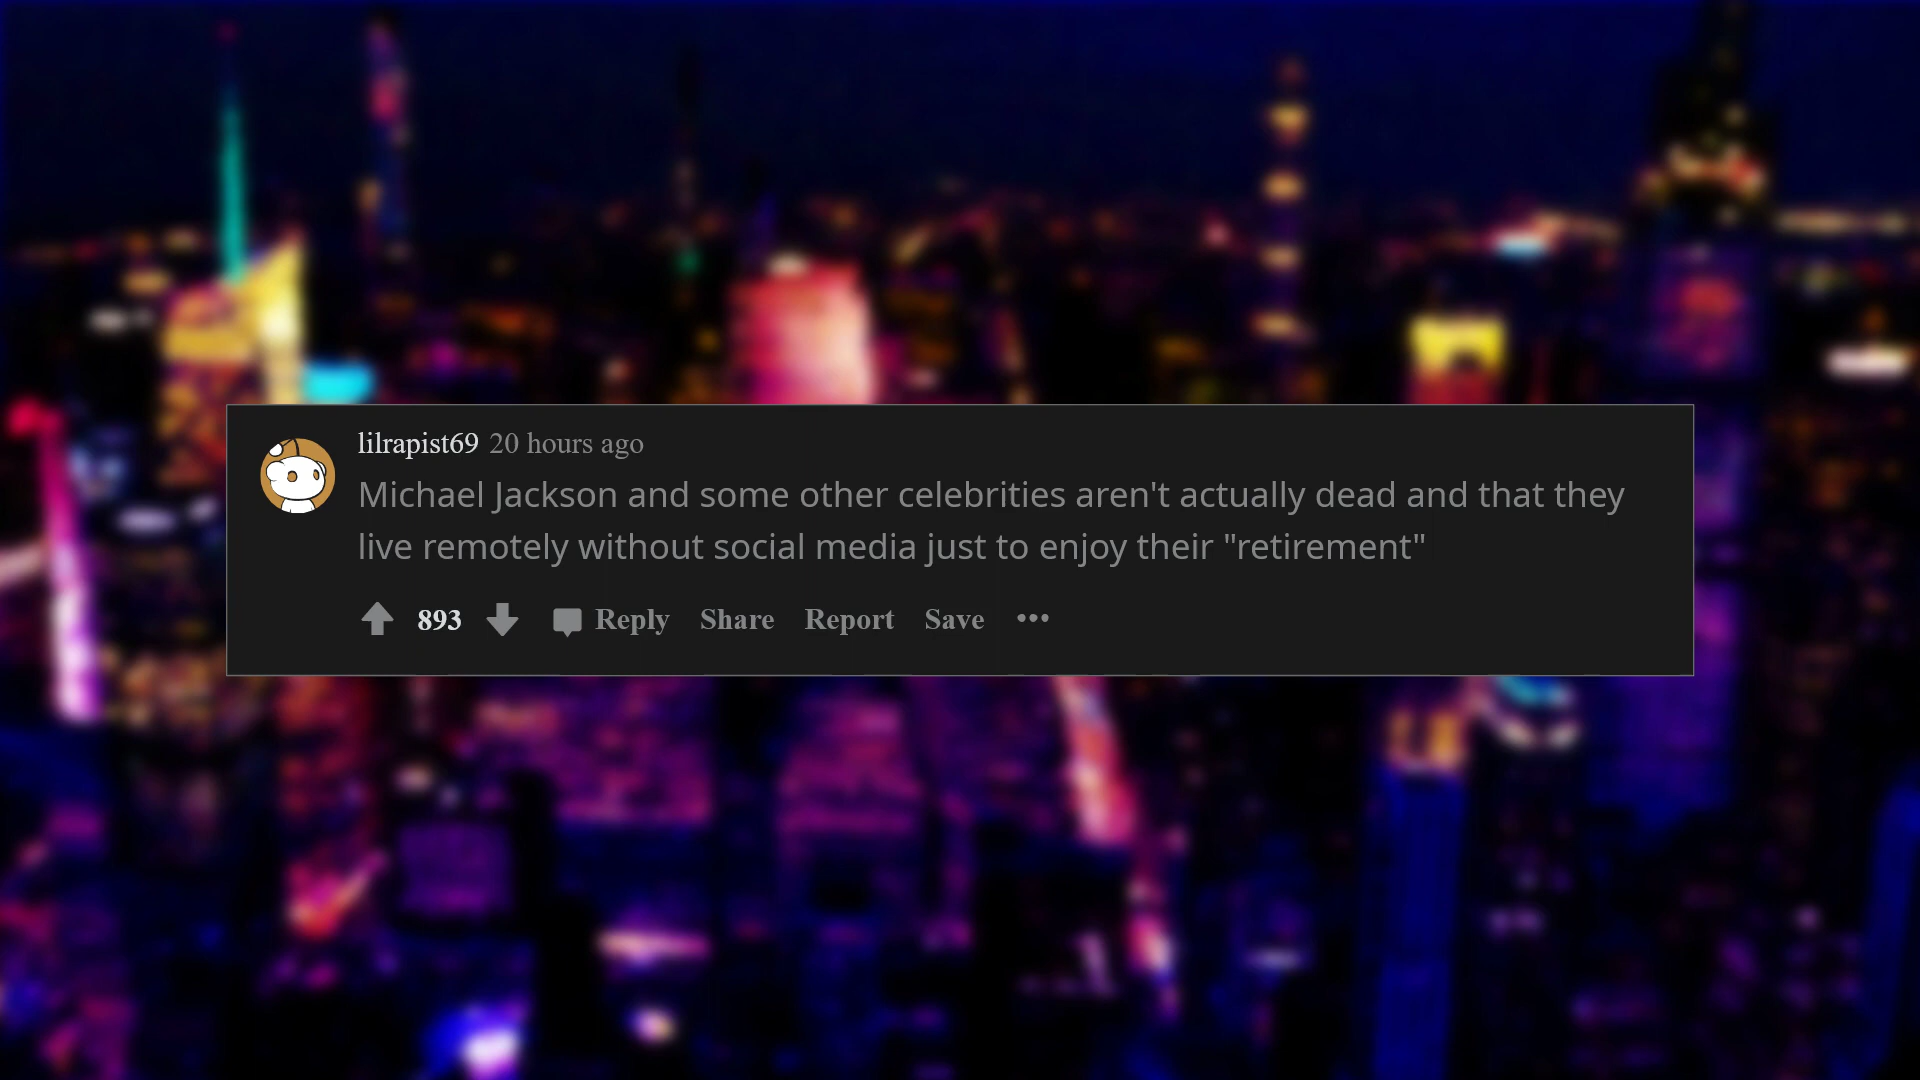 lilrapist69 20 hours ago
Michael Jackson and some other celebrities aren't actually dead and that they
live remotely without social media just to enjoy their "retirement"
893 Reply Share Report Save •••